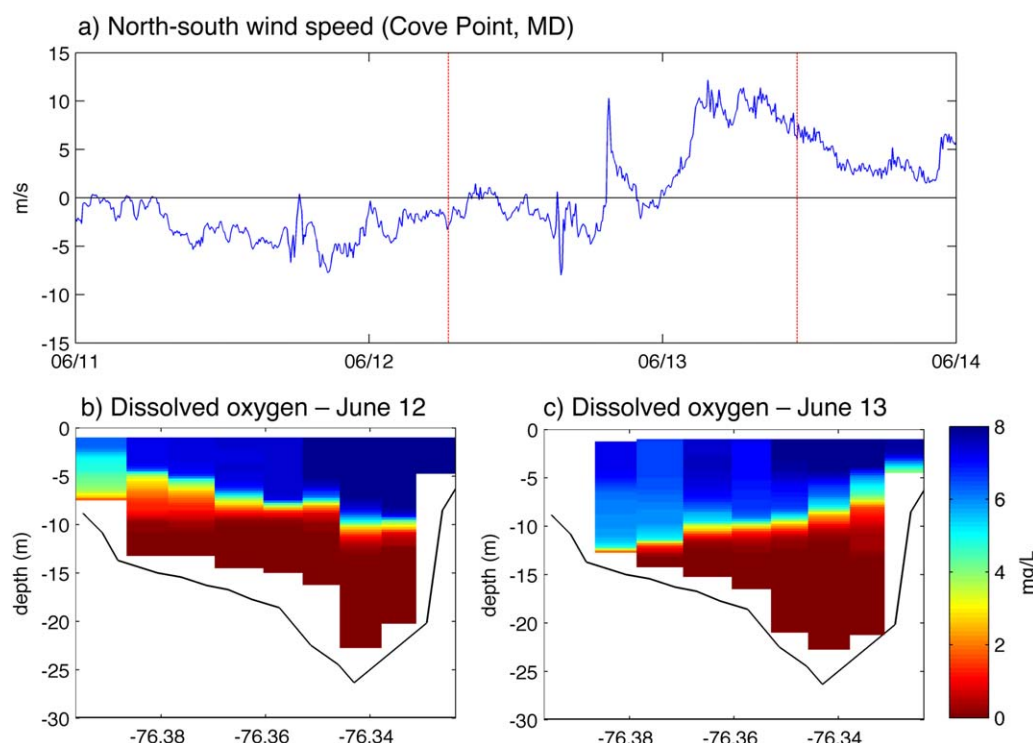 a) North-south wind speed (Cove Point, MD)
15
10
5
0
-5
-10
-15
m/s
06/11 06/12 06/13 06/14
b) Dissolved oxygen – June 12
0
-5
-10
-15
-20
-25
-30
depth (m)
-76.38 -76.36 -76.34
c) Dissolved oxygen – June 13
0
-5
-10
-15
-20
-25
-30
depth (m)
-76.38 -76.36 -76.34
8
6
4
2
0
mg/L